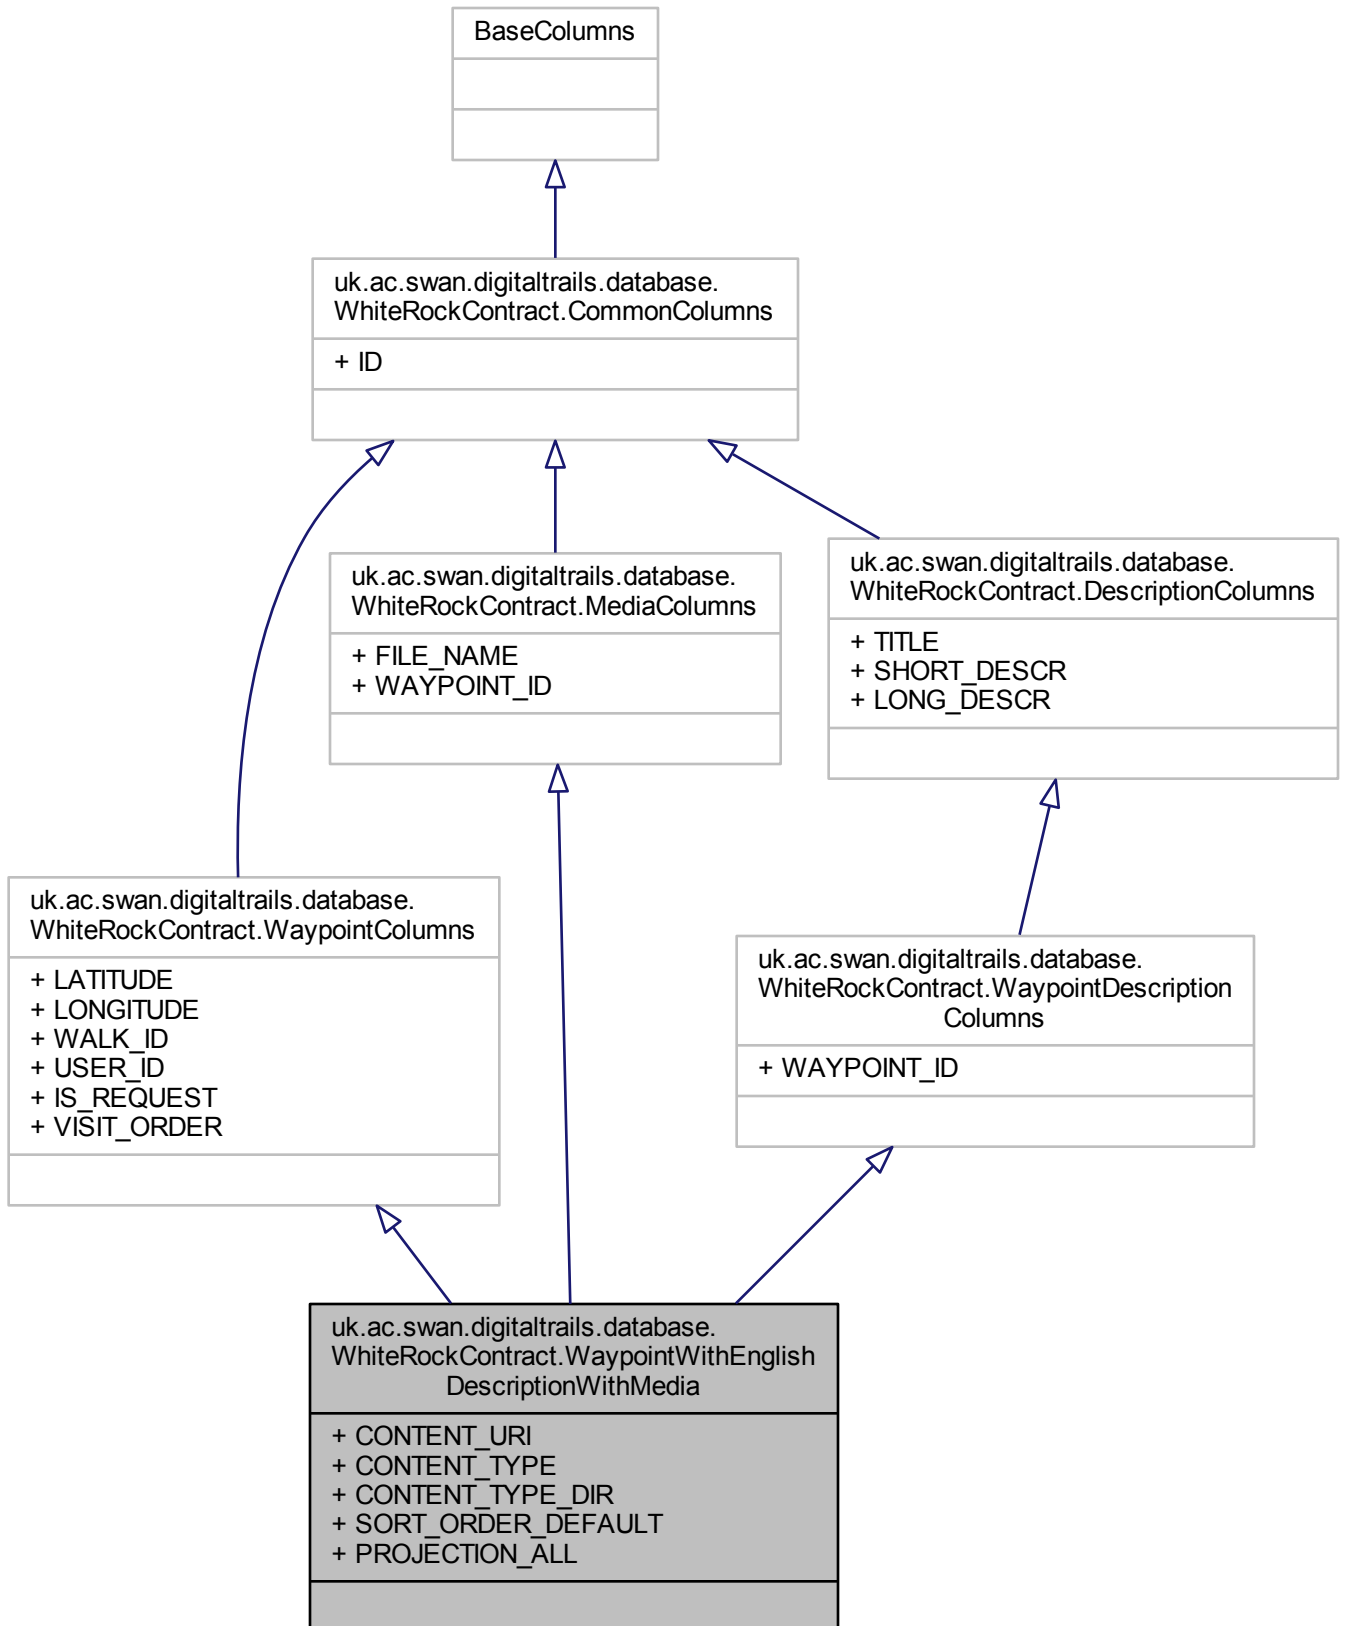 BaseColumns
uk.ac.swan.digitaltrails.database.
WhiteRockContract.CommonColumns
+ ID
uk.ac.swan.digitaltrails.database.
WhiteRockContract.MediaColumns
+ FILE_NAME
+ WAYPOINT_ID
uk.ac.swan.digitaltrails.database.
WhiteRockContract.DescriptionColumns
+ TITLE
+ SHORT_DESCR
+ LONG_DESCR
uk.ac.swan.digitaltrails.database.
WhiteRockContract.WaypointColumns
+ LATITUDE
+ LONGITUDE
+ WALK_ID
+ USER_ID
+ IS_REQUEST
+ VISIT_ORDER
uk.ac.swan.digitaltrails.database.
WhiteRockContract.WaypointDescription
Columns
+ WAYPOINT_ID
uk.ac.swan.digitaltrails.database.
WhiteRockContract.WaypointWithEnglish
DescriptionWithMedia
+ CONTENT_URI
+ CONTENT_TYPE
+ CONTENT_TYPE_DIR
+ SORT_ORDER_DEFAULT
+ PROJECTION_ALL